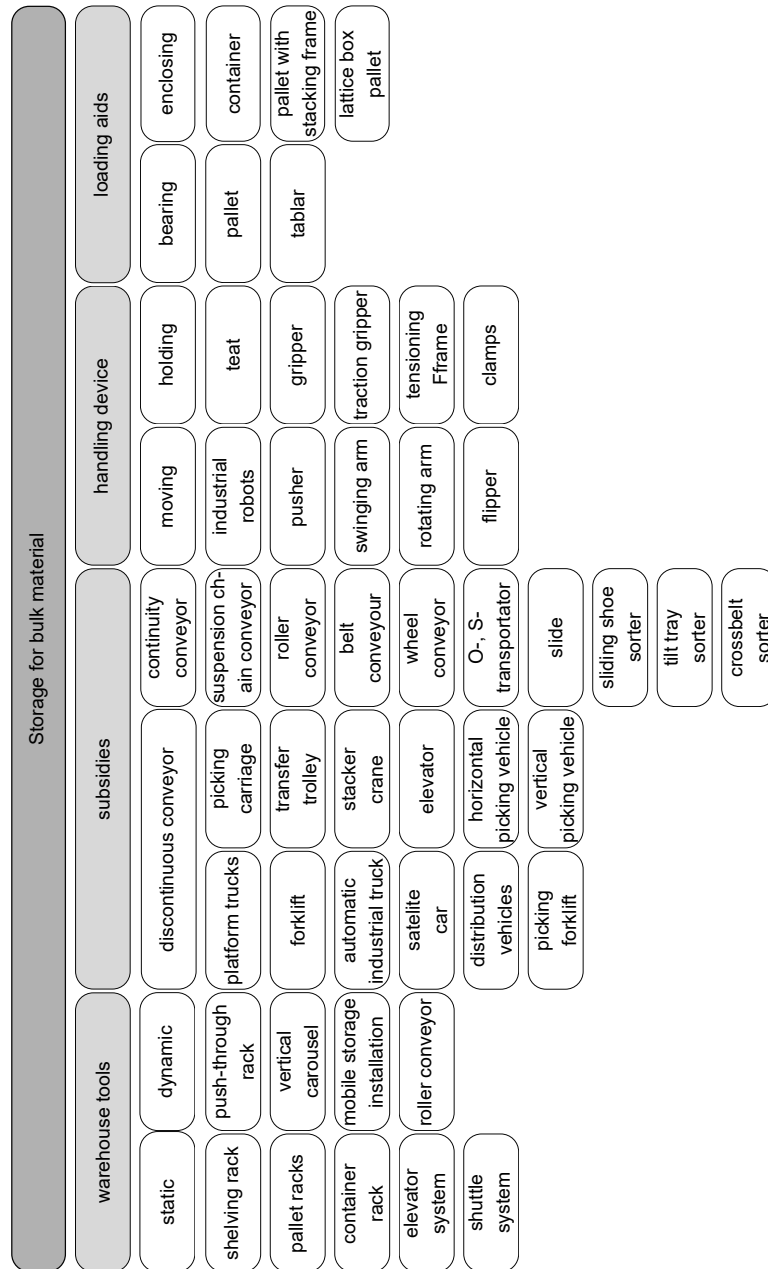 Storage for bulk material
warehouse tools
subsidies
handling device
loading aids
static
dynamic
discontinuous conveyor
continuity
conveyor
moving
holding
bearing
enclosing
shelving rack
push-through
rack
platform trucks
picking
carriage
suspension ch-
ain conveyor
industrial
robots
teat
pallet
container
pallet racks
vertical
carousel
forklift
transfer
trolley
roller
conveyor
pusher
gripper
tablar
pallet with
stacking frame
container
rack
mobile storage
installation
automatic
industrial truck
stacker
crane
belt
conveyour
swinging arm
traction gripper
lattice box
pallet
elevator
system
roller conveyor
satelite
car
elevator
wheel
conveyor
rotating arm
tensioning
Fframe
shuttle
system
distribution
vehicles
horizontal
picking vehicle
O-, S-
transportator
flipper
clamps
picking
forklift
vertical
picking vehicle
slide
sliding shoe
sorter
tilt tray
sorter
crossbelt
sorter